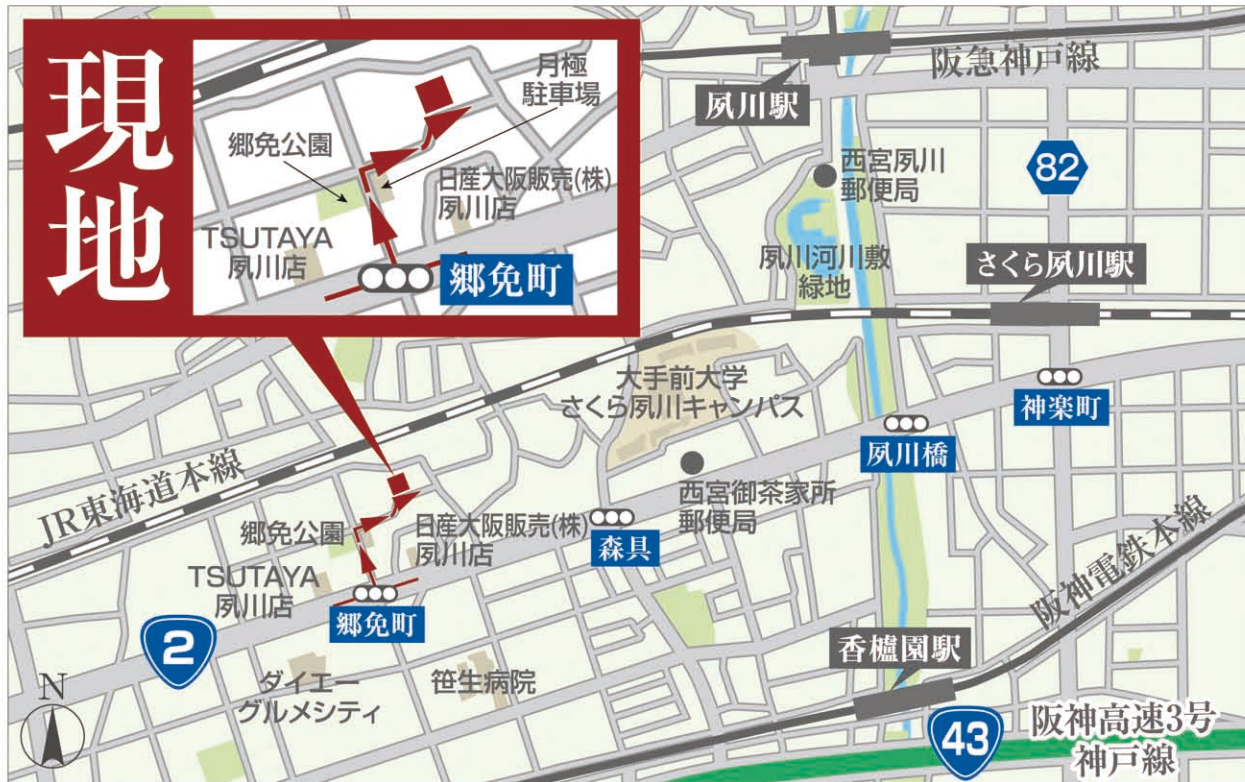 現地
月極
駐車場
郷免公園
日産大阪販売(株)
夙川店
TSUTAYA
夙川店
郷免町
阪急神戸線
夙川駅
西宮夙川
郵便局
82
夙川河川敷
緑地
さくら夙川駅
大手前大学
さくら夙川キャンパス
神楽町
夙川橋
西宮御茶家所
郵便局
森具
JR東海道本線
郷免公園
日産大阪販売(株)
夙川店
TSUTAYA
夙川店
郷免町
2
阪神電鉄本線
香櫨園駅
ダイエー
グルメシティ
笹生病院
N
43
阪神高速3号
神戸線